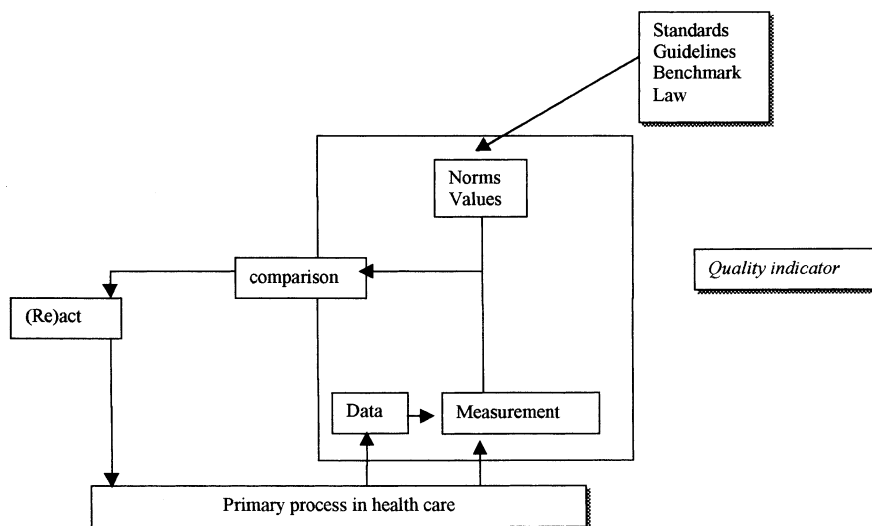 Standards
Guidelines
Benchmark
Law
Norms
Values
comparison
Quality indicator
(Re)act
Data
Measurement
Primary process in health care